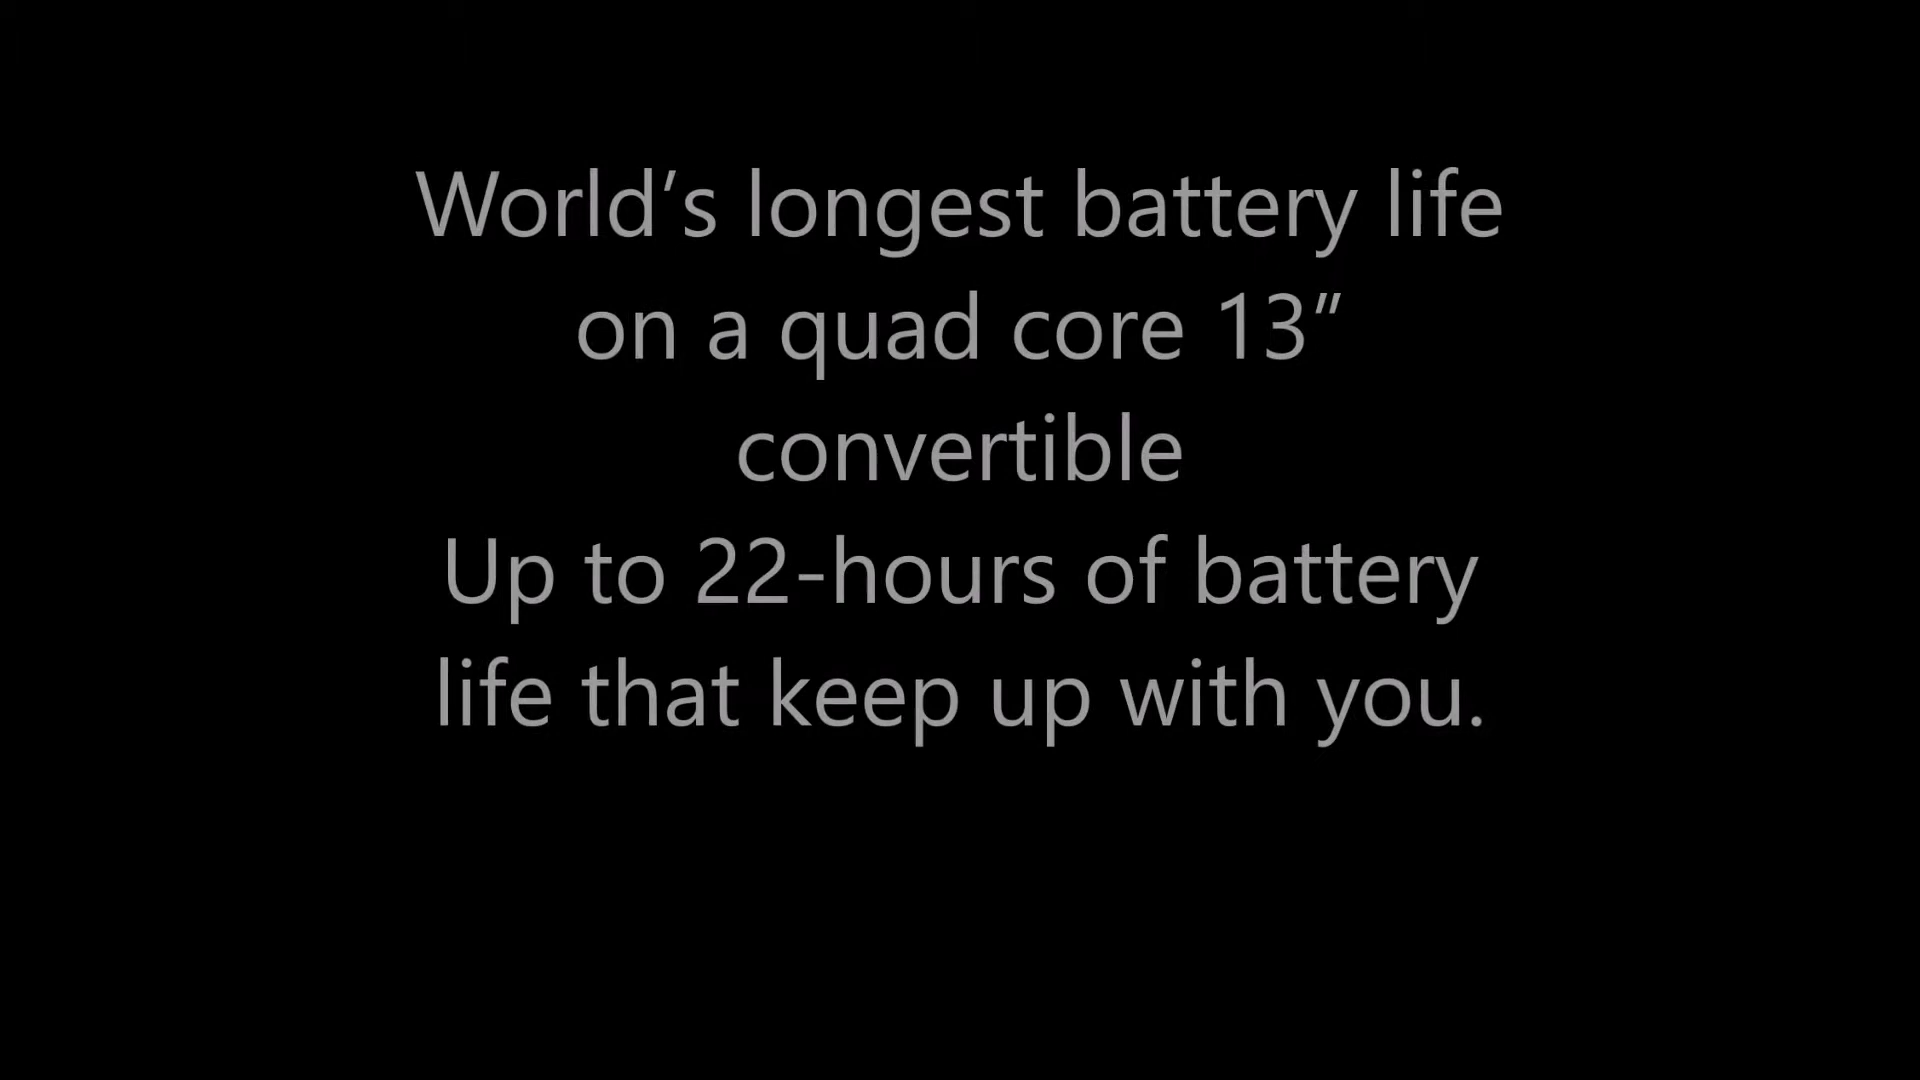 World’s longest battery life
on a quad core 13”
convertible
Up to 22-hours of battery
life that keep up with you.